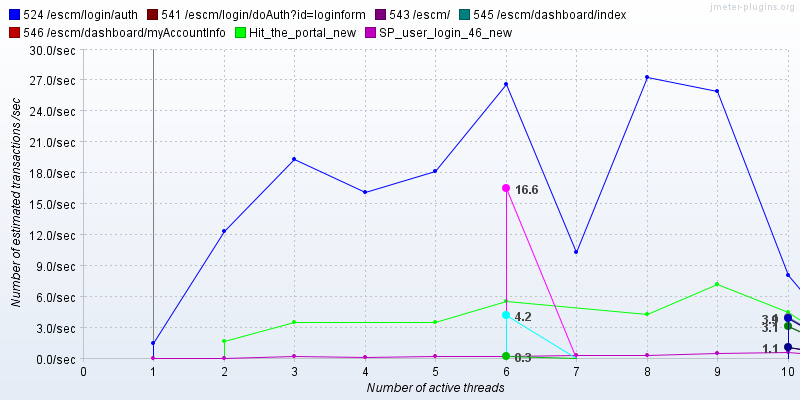 524 /escm/login/auth 541 /escm/login/doAuth?id=loginform 543 /escm/ 545 /escm/dashboard/index
546 /escm/dashboard/myAccountInfo Hit_the_portal_new SP_user_login_46_new
jmeter-plugins.org
Number of estimated transactions /sec
30.0/sec
27.0/sec
24.0/sec
21.0/sec
18.0/sec
15.0/sec
12.0/sec
9.0/sec
6.0/sec
3.0/sec
0.0/sec
16.6
4.2
0.3
3.1
1.1
0 1 2 3 4 5 6 7 8 9 10
Number of active threads